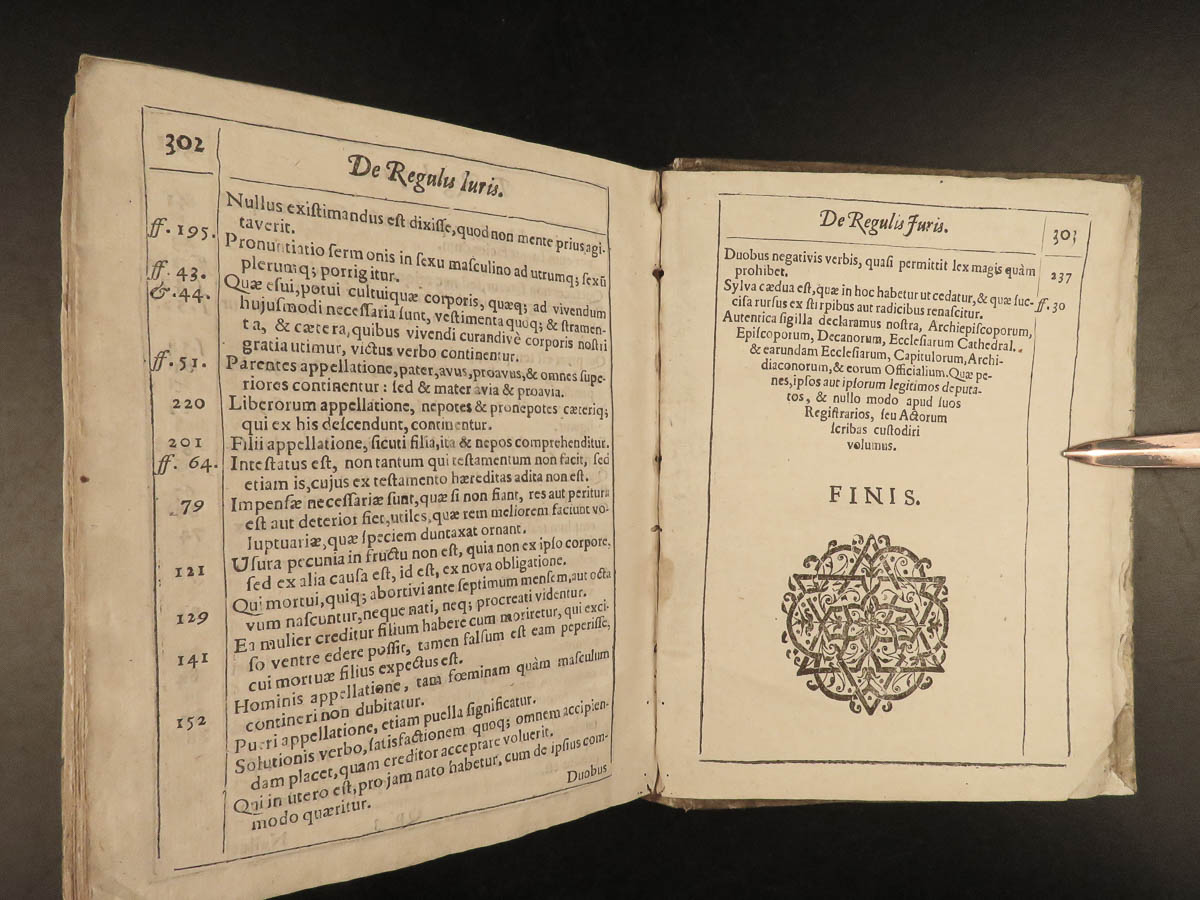 302
De Regulis Iuris.
Nullus existimandus est dixisse, quod non mente prius agi-
ff. 195. taverit.
Pronuntiatio serm onis in sexu masculino ad utrumq; sexū
ff. 43. plerumq; porrigitur.
&. 44. Quæ esui, potui cultuiquæ corporis, quæq; ad vivendum
hujusmodi necessaria sunt, vestimenta quoq; & stramen-
ta, & cætera, quibus vivendi curandivè corporis nostri
gratia utimur, victus verbo continentur.
ff. 51. Parentes appellatione, pater, avus, proavus, & omnes supe-
riores continentur: sed & mater avia & proavia.
220 Liberorum appellatione, nepotes & pronepotes cæteriq;
qui ex his descendunt, continentur.
201 Filii appellatione, sicuti filia, ita & nepos comprehenditur.
ff. 64. Intestatus est, non tantum qui testamentum non facit, sed
etiam is, cujus ex testamento hæreditas adita non est.
79 Impensæ necessariæ sunt, quæ si non fiant, res aut peritura
est aut deterior fiet, utiles, quæ rem meliorem faciunt vo-
luptuariæ, quæ speciem duntaxat ornant.
121 Usura pecunia in fructu non est, quia non ex ipso corpore,
sed ex alia causa est, id est, ex nova obligatione.
Qui mortui, quiq; abortivi ante septimum mensem, aut octa
129 vum nascuntur, neque nati, neq; procreati videntur.
Ea mulier creditur filium habere cum moriretur, qui exci-
141 so ventre edere possit, tamen falsum est eam peperisse,
cui mortuæ filius expectus est.
Hominis appellatione, tam fœminam quàm masculum
152 contineri non dubitatur.
Pueri appellatione, etiam puella significatur.
Solutionis verbo, satisfactionem quoq; omnem accipien-
dam placet, quam creditor acceptare voluerit.
Qui in utero est, pro jam nato habetur, cum de ipsius com-
modo quæritur.
Duobus
De Regulis Juris.
303
Duobus negativis verbis, quasi permittit lex magis quàm
prohibet. 237
Sylva cædua est, quæ in hoc habetur ut cedatur, & quæ suc-
cisa rursus ex stirpibus aut radicibus renascitur. ff. 30
Autentica sigilla declaramus nostra, Archiepiscoporum,
Episcoporum, Decanorum, Ecclesiarum Cathedral.
& earundam Ecclesiarum, Capitulorum, Archi-
diaconorum, & eorum Officialium. Quæ pe-
nes, ipsos aut ipsorum legitimos deputa-
tos, & nullo modo apud suos
Registrarios, seu Actorum
scribas custodiri
volumus.
FINIS.